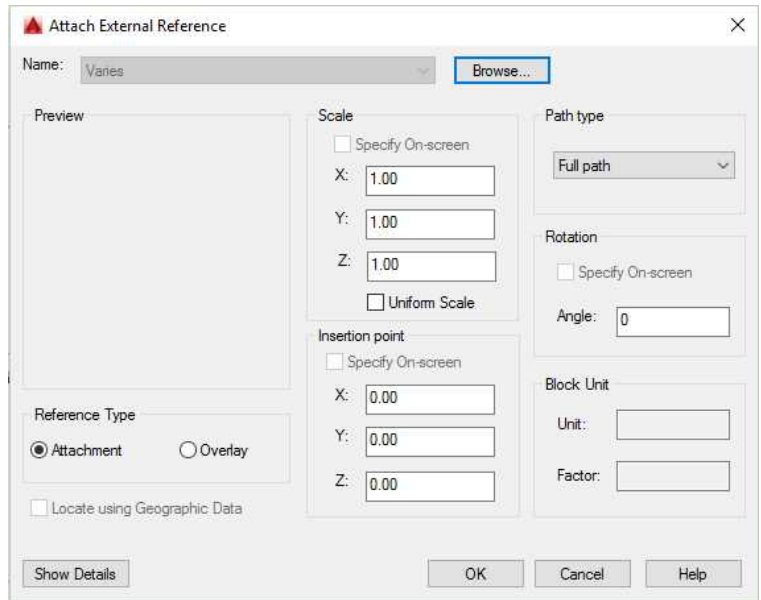 Attach External Reference
Name: Varies Browse...
Preview
Scale
Specify On-screen
X: 1.00
Y: 1.00
Z: 1.00
Uniform Scale
Path type
Full path
Rotation
Specify On-screen
Angle: 0
Insertion point
Specify On-screen
X: 0.00
Y: 0.00
Z: 0.00
Block Unit
Unit:
Factor:
Reference Type
Attachment Overlay
Locate using Geographic Data
Show Details OK Cancel Help